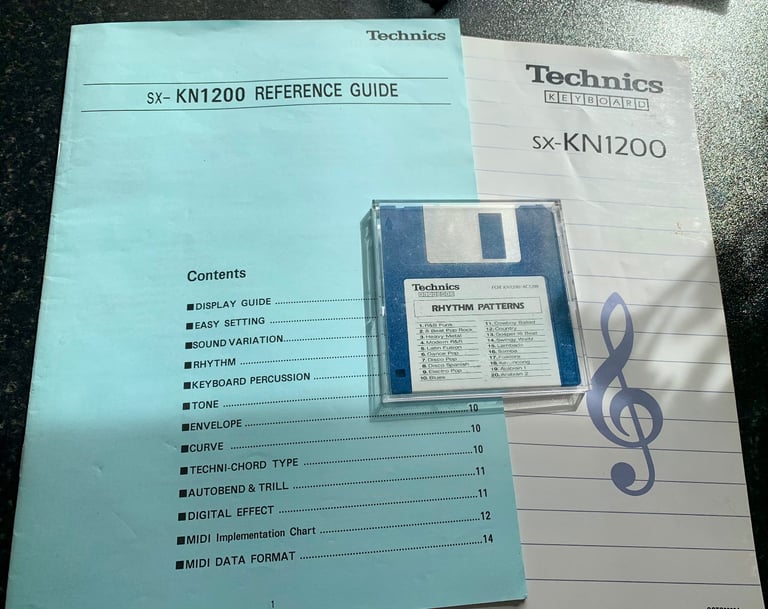 Technics
SX- KN1200 REFERENCE GUIDE
Contents
■DISPLAY GUIDE
■EASY SETTING
■SOUND VARIATION
■RHYTHM
■KEYBOARD PERCUSSION
■TONE
■ENVELOPE 10
■CURVE 10
■TECHNI-CHORD TYPE 10
■AUTOBEND & TRILL 11
■DIGITAL EFFECT 11
■MIDI Implementation Chart 12
■MIDI DATA FORMAT 14
1
Technics
KEYBOARD
SX-KN1200
Technics
FOR
RHYTHM PATTERNS
1. R&B Funk
2. 8 Beat Pop Rock
3. Heavy Metal
4. Modern R&R
5. Latin Fusion
6. Dance Pop
7. Disco Pop
8. Disco Spanish
9. Electro Pop
10. Blues
11. Cowboy Ballad
12. Country
13. Gospel
14. Swingy Waltz
15. Lambada
16. Samba
17.
18.
19. Arabian 1
20. Arabian 2